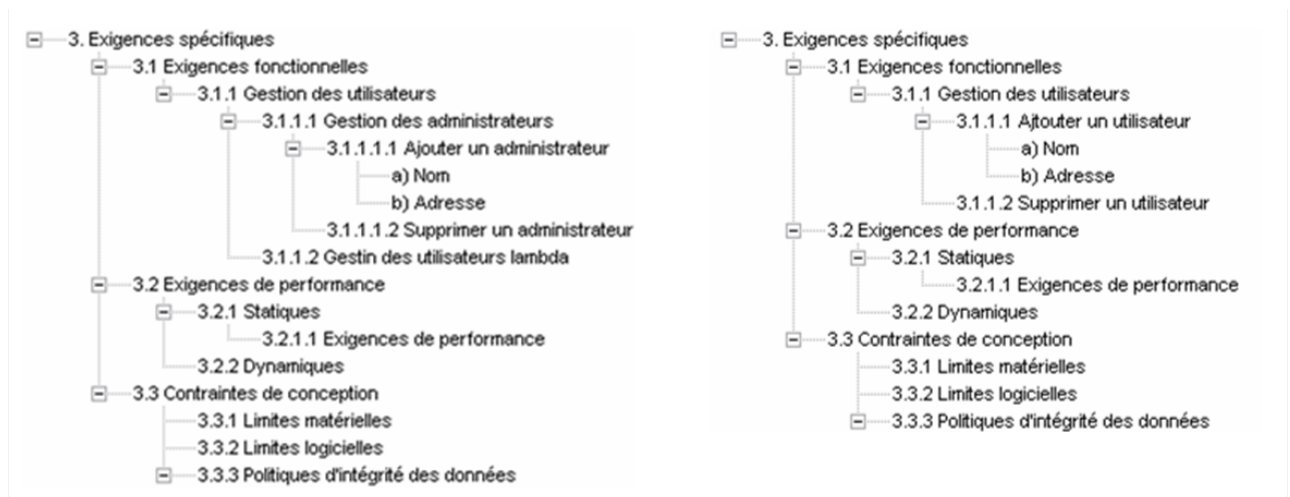 3. Exigences spécifiques
3.1 Exigences fonctionnelles
3.1.1 Gestion des utilisateurs
3.1.1.1 Gestion des administrateurs
3.1.1.1.1 Ajouter un administrateur
a) Nom
b) Adresse
3.1.1.1.2 Supprimer un administrateur
3.1.1.2 Gestin des utilisateurs lambda
3.2 Exigences de performance
3.2.1 Statiques
3.2.1.1 Exigences de performance
3.2.2 Dynamiques
3.3 Contraintes de conception
3.3.1 Limites matérielles
3.3.2 Limites logicielles
3.3.3 Politiques d'intégrité des données
3. Exigences spécifiques
3.1 Exigences fonctionnelles
3.1.1 Gestion des utilisateurs
3.1.1.1 Ajtouter un utilisateur
a) Nom
b) Adresse
3.1.1.2 Supprimer un utilisateur
3.2 Exigences de performance
3.2.1 Statiques
3.2.1.1 Exigences de performance
3.2.2 Dynamiques
3.3 Contraintes de conception
3.3.1 Limites matérielles
3.3.2 Limites logicielles
3.3.3 Politiques d'intégrité des données